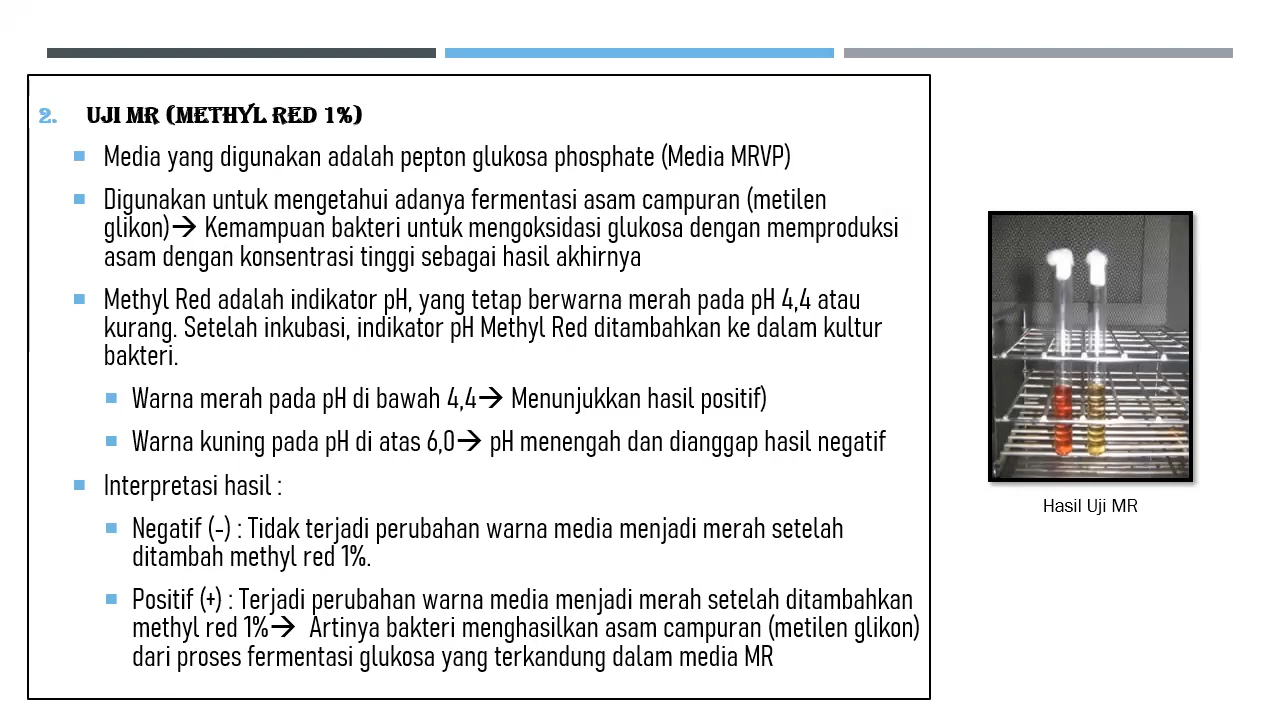 2. UJI MR (METHYL RED 1%)
Media yang digunakan adalah pepton glukosa phosphate (Media MRVP)
Digunakan untuk mengetahui adanya fermentasi asam campuran (metilen
glikon)→ Kemampuan bakteri untuk mengoksidasi glukosa dengan memproduksi
asam dengan konsentrasi tinggi sebagai hasil akhirnya
Methyl Red adalah indikator pH, yang tetap berwarna merah pada pH 4,4 atau
kurang. Setelah inkubasi, indikator pH Methyl Red ditambahkan ke dalam kultur
bakteri.
Warna merah pada pH di bawah 4,4→ Menunjukkan hasil positif)
Warna kuning pada pH di atas 6,0→ pH menengah dan dianggap hasil negatif
Interpretasi hasil :
Negatif (-) : Tidak terjadi perubahan warna media menjadi merah setelah
ditambah methyl red 1%.
Positif (+) : Terjadi perubahan warna media menjadi merah setelah ditambahkan
methyl red 1%→ Artinya bakteri menghasilkan asam campuran (metilen glikon)
dari proses fermentasi glukosa yang terkandung dalam media MR
Hasil Uji MR